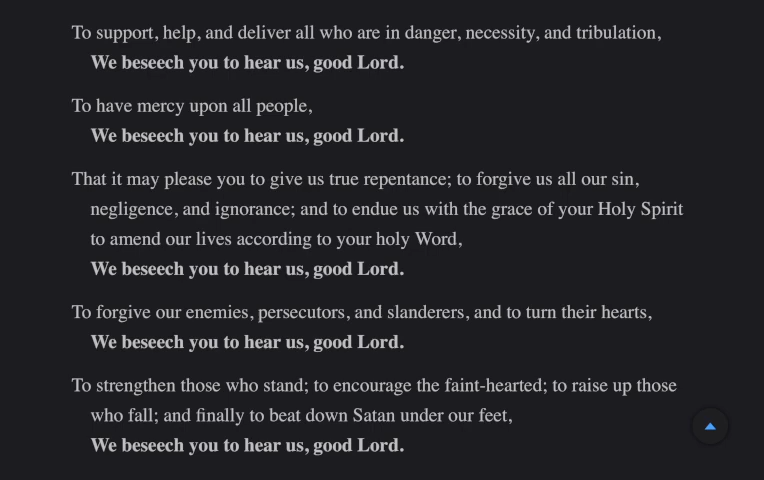 To support, help, and deliver all who are in danger, necessity, and tribulation,
We beseech you to hear us, good Lord.
To have mercy upon all people,
We beseech you to hear us, good Lord.
That it may please you to give us true repentance; to forgive us all our sin,
negligence, and ignorance; and to endue us with the grace of your Holy Spirit
to amend our lives according to your holy Word,
We beseech you to hear us, good Lord.
To forgive our enemies, persecutors, and slanderers, and to turn their hearts,
We beseech you to hear us, good Lord.
To strengthen those who stand; to encourage the faint-hearted; to raise up those
who fall; and finally to beat down Satan under our feet,
We beseech you to hear us, good Lord.